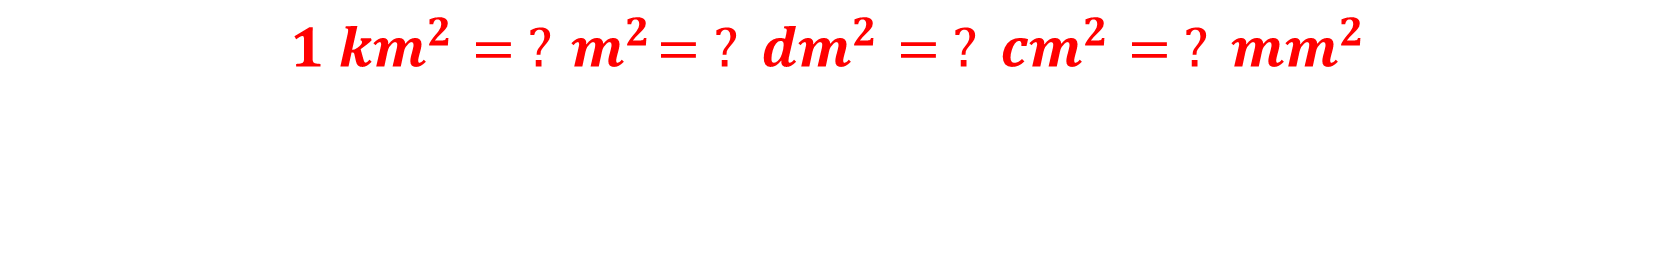 1 km² = ? m² = ? dm² = ? cm² = ? mm²